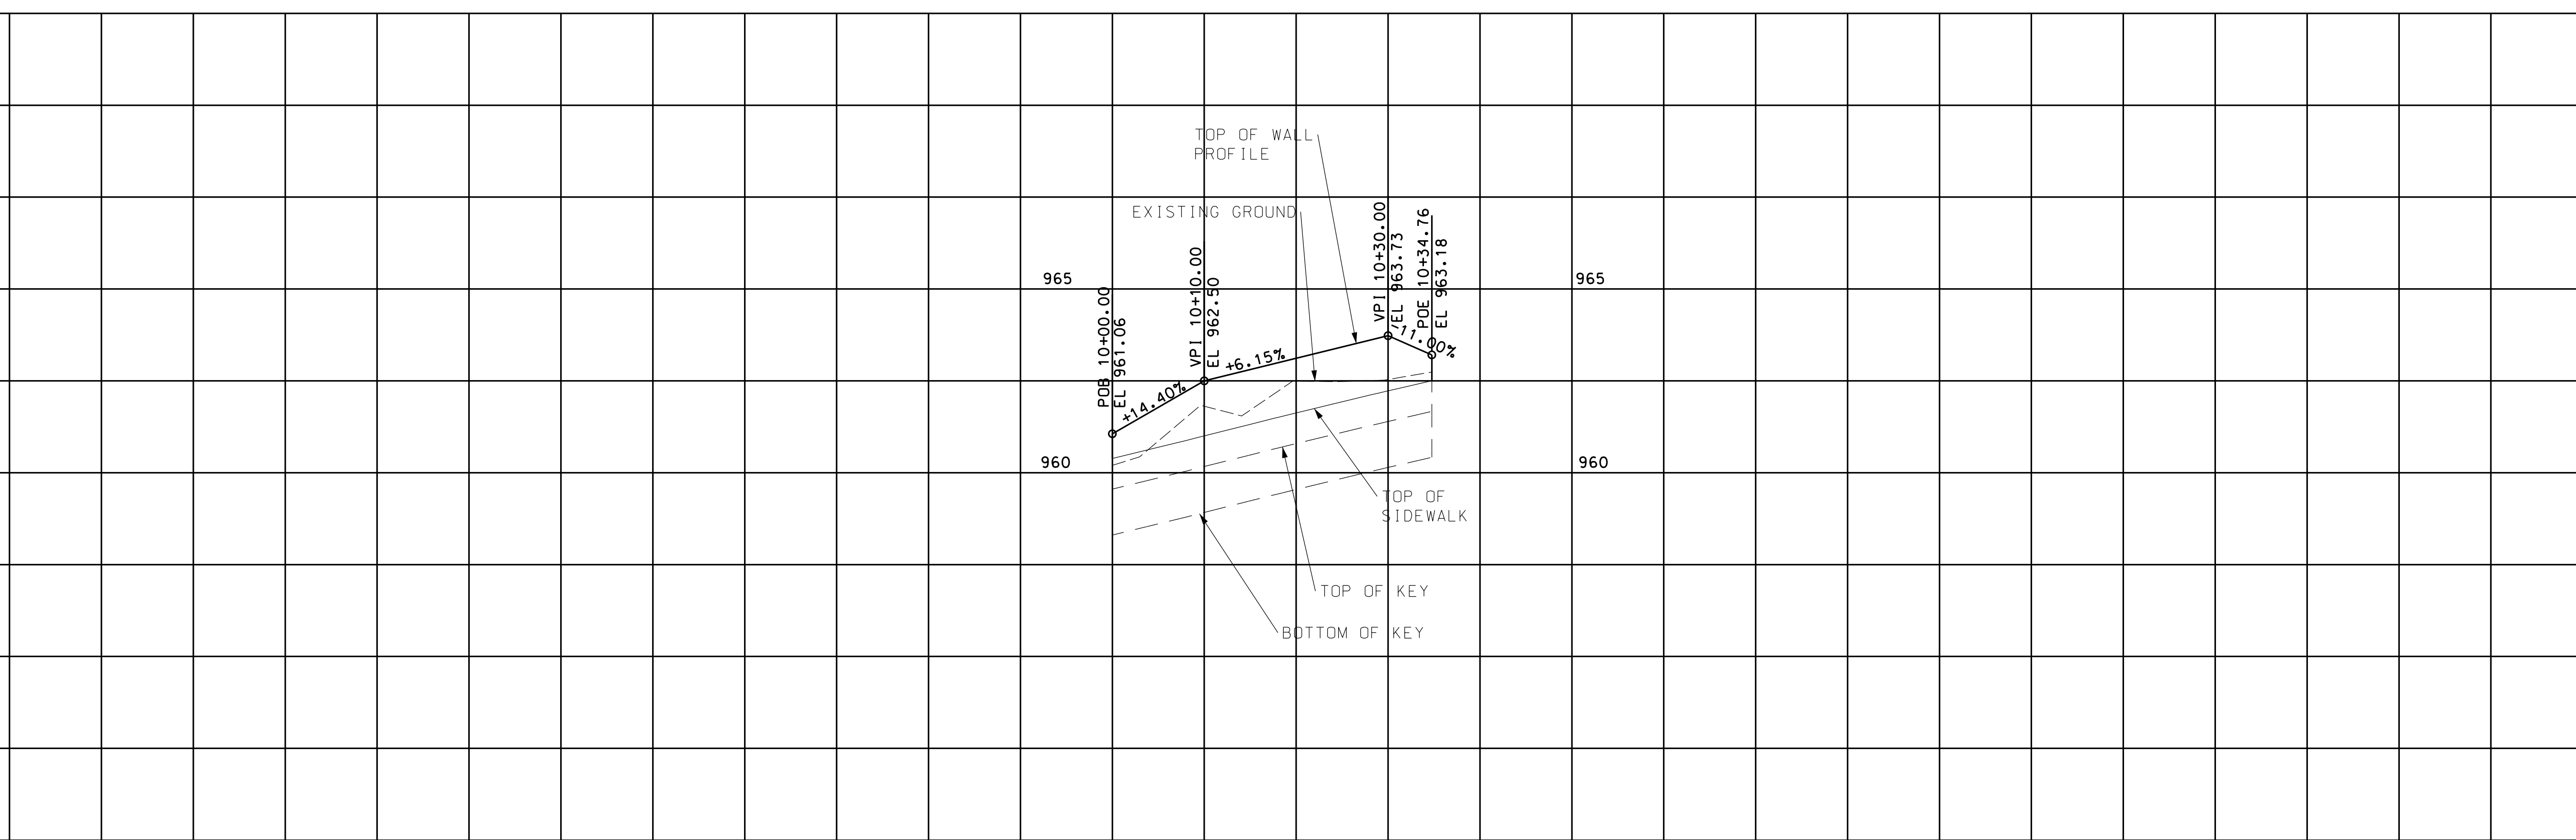 TOP OF WALL
PROFILE
EXISTING GROUND
965
965
POB 10+00.00
EL 961.06
VPI 10+10.00
EL 962.50
VPI 10+30.00
EL 963.73
POE 10+34.76
EL 963.18
+14.40%
+6.15%
-11.00%
960
960
TOP OF
SIDEWALK
TOP OF KEY
BOTTOM OF KEY